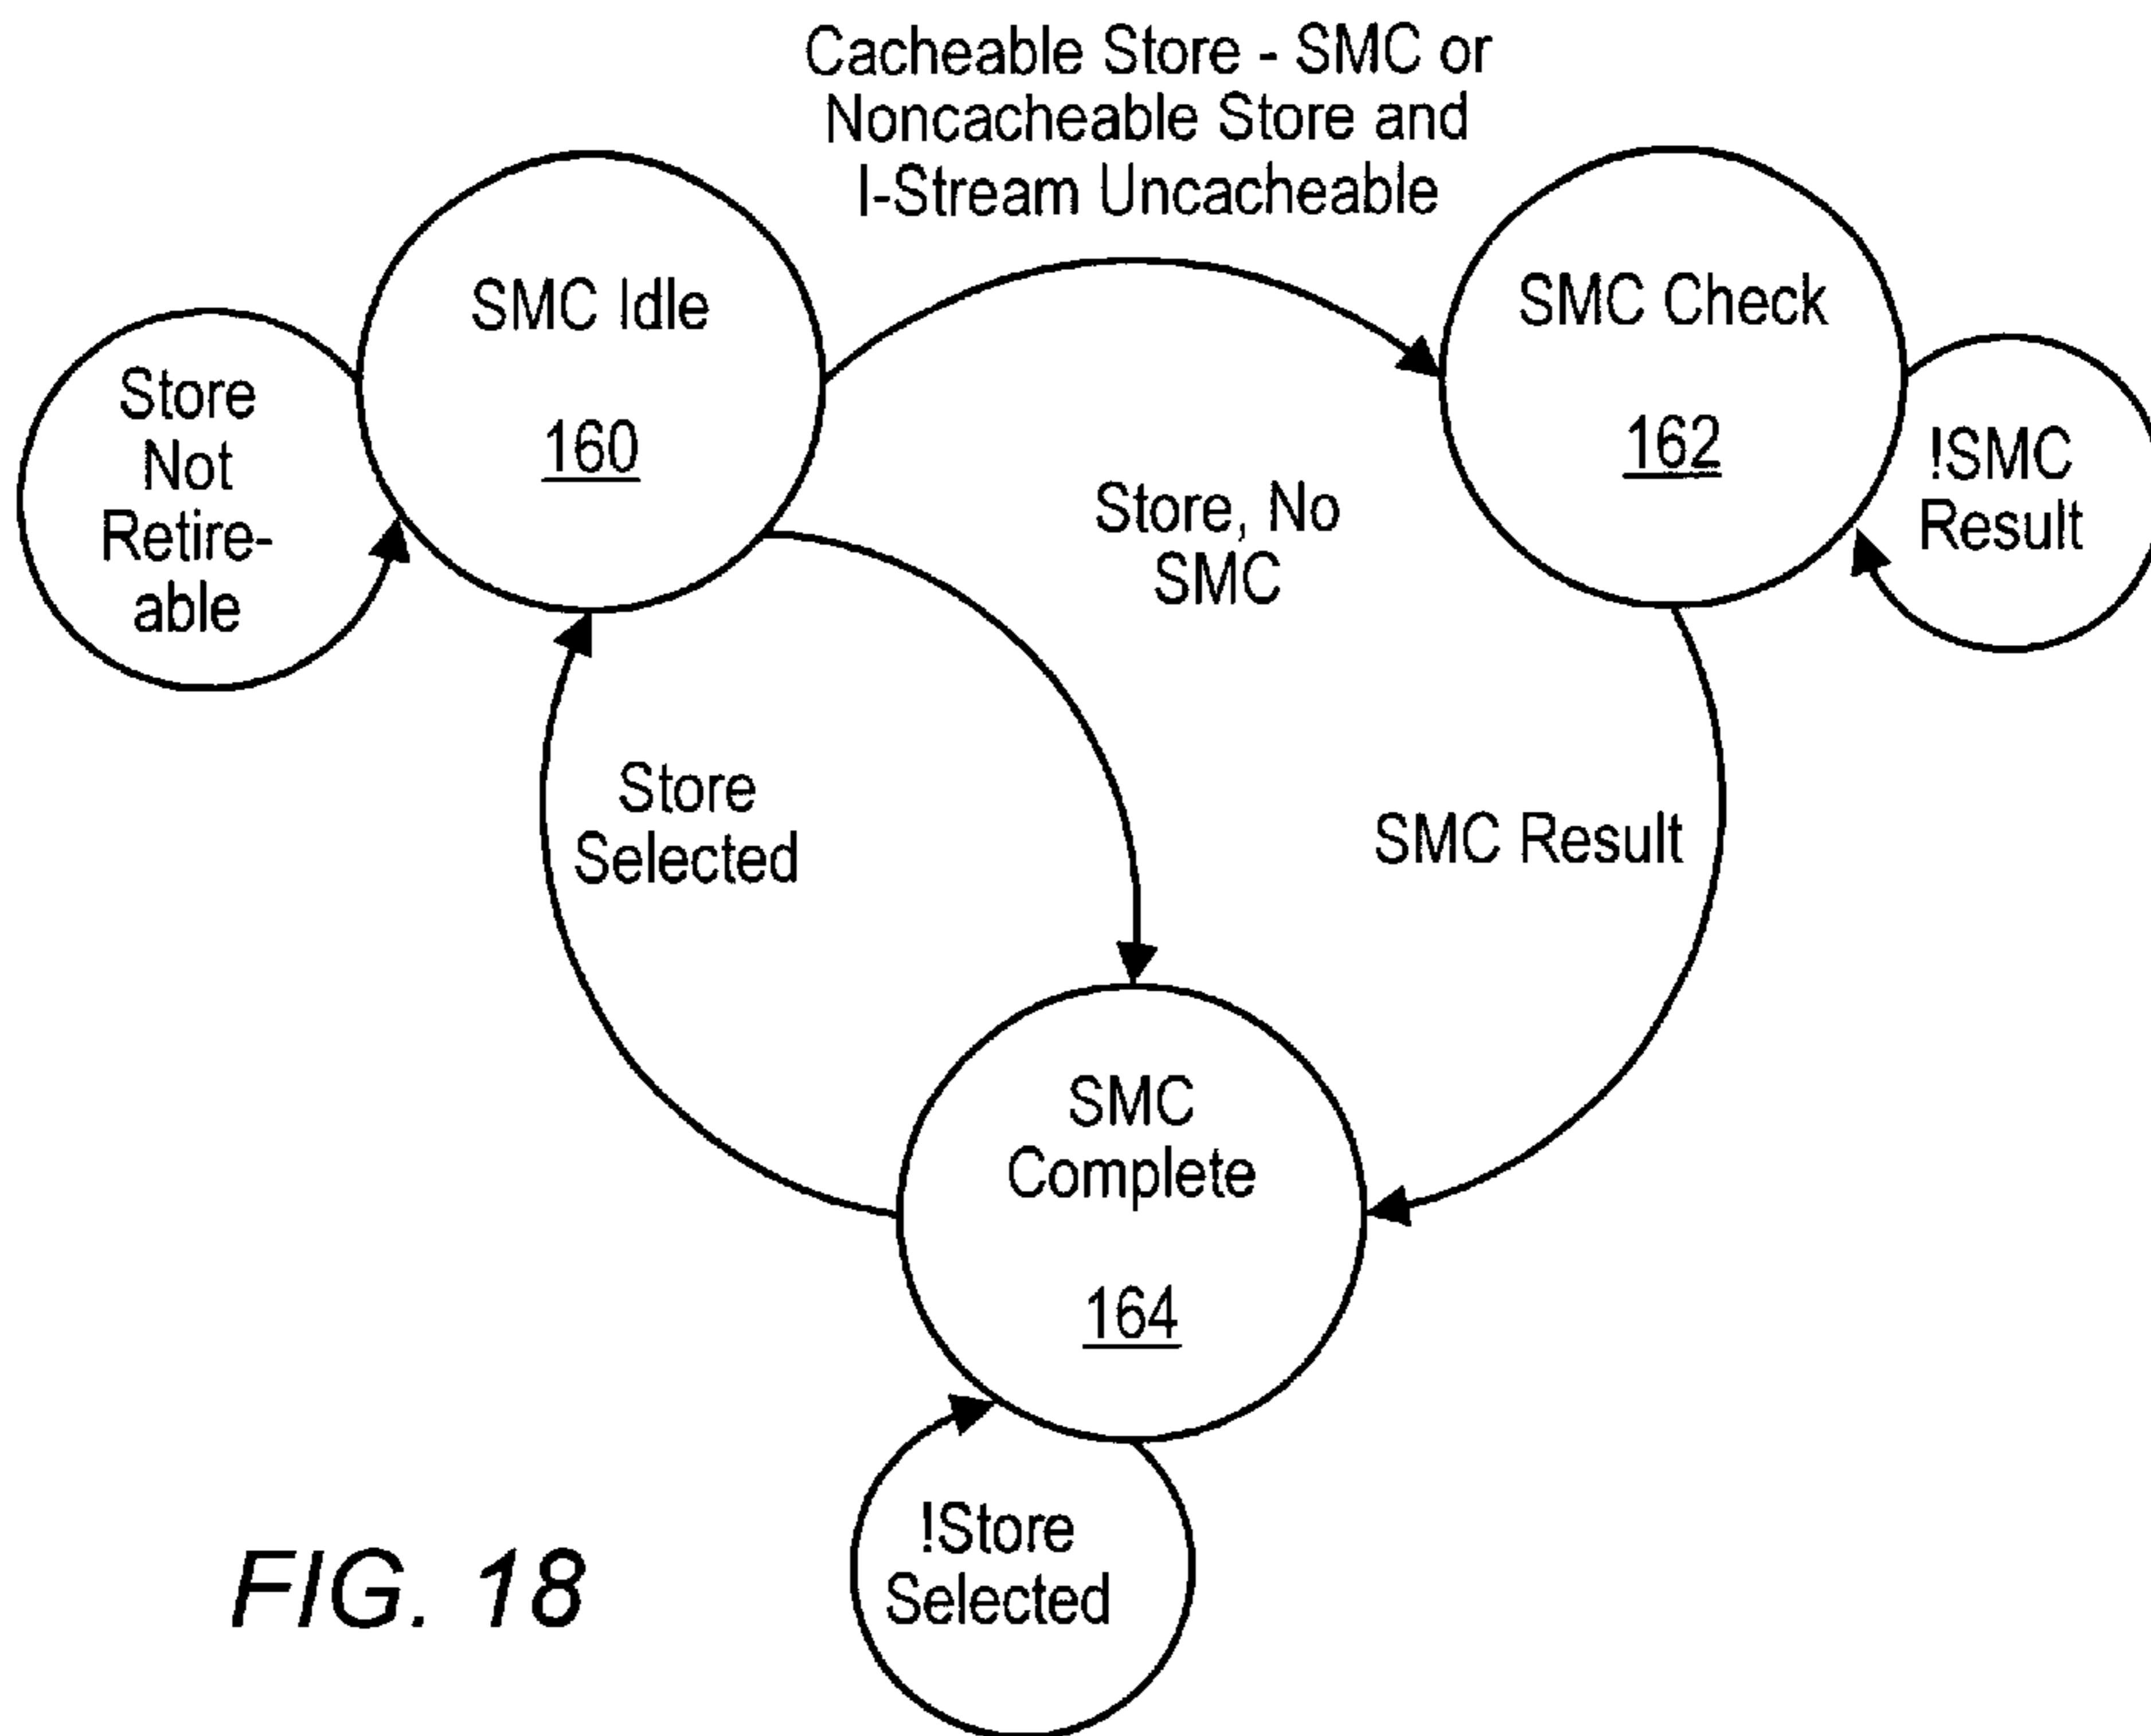 Cacheable Store - SMC or
Noncacheable Store and
I-Stream Uncacheable
SMC Idle
160
SMC Check
162
Store
Not
Retire-
able
!SMC
Result
Store, No
SMC
Store
Selected
SMC Result
SMC
Complete
164
!Store
Selected
FIG. 18